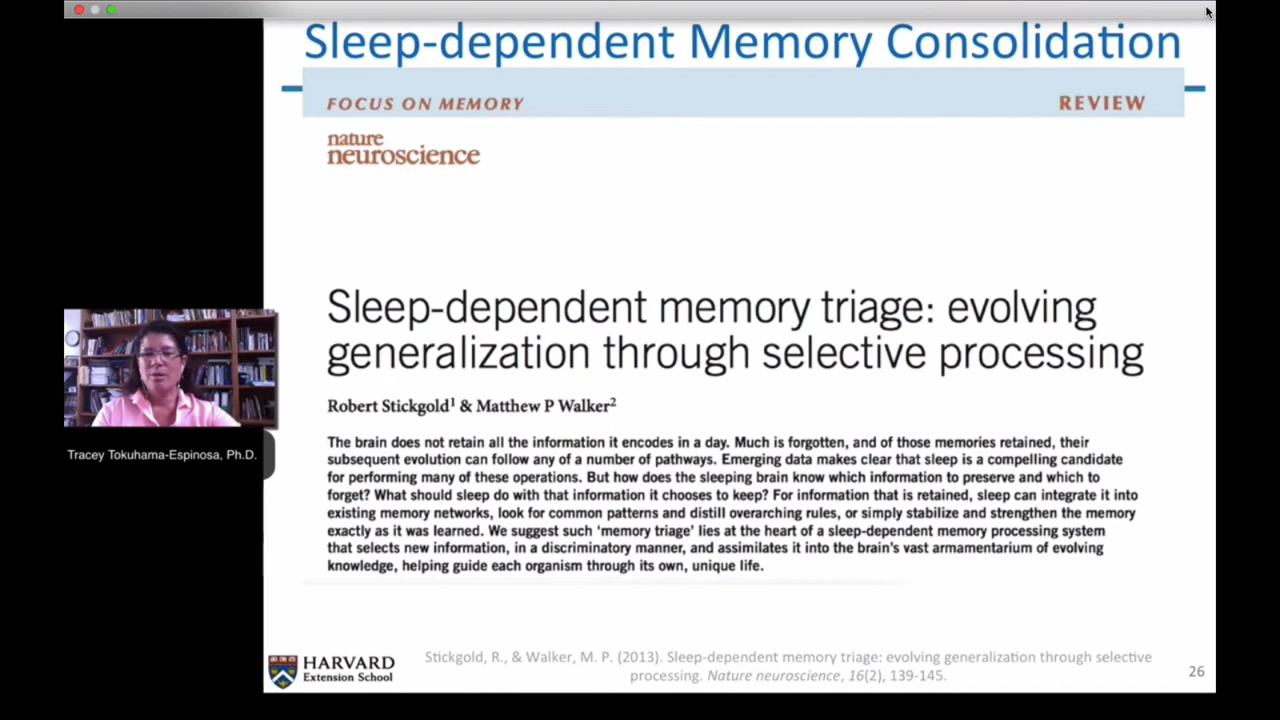 Sleep-dependent Memory Consolidation
FOCUS ON MEMORY
REVIEW
nature
neuroscience
Sleep-dependent memory triage: evolving
generalization through selective processing
Robert Stickgold¹ & Matthew P Walker²
The brain does not retain all the information it encodes in a day. Much is forgotten, and of those memories retained, their
subsequent evolution can follow any of a number of pathways. Emerging data makes clear that sleep is a compelling candidate
for performing many of these operations. But how does the sleeping brain know which information to preserve and which to
forget? What should sleep do with that information it chooses to keep? For information that is retained, sleep can integrate it into
existing memory networks, look for common patterns and distill overarching rules, or simply stabilize and strengthen the memory
exactly as it was learned. We suggest such ‘memory triage’ lies at the heart of a sleep-dependent memory processing system
that selects new information, in a discriminatory manner, and assimilates it into the brain’s vast armamentarium of evolving
knowledge, helping guide each organism through its own, unique life.
Tracey Tokuhama-Espinosa, Ph.D.
HARVARD
Extension School
Stickgold, R., & Walker, M. P. (2013). Sleep-dependent memory triage: evolving generalization through selective
processing. Nature neuroscience, 16(2), 139-145.
26